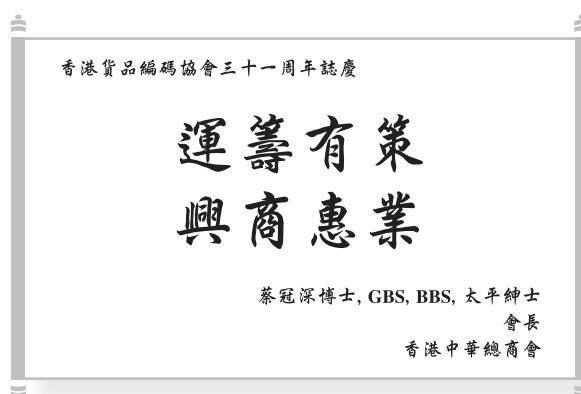 香港貨品編碼協會三十一周年誌慶
運籌有策
興商惠業
蔡冠深博士, GBS, BBS, 太平紳士
會長
香港中華總商會